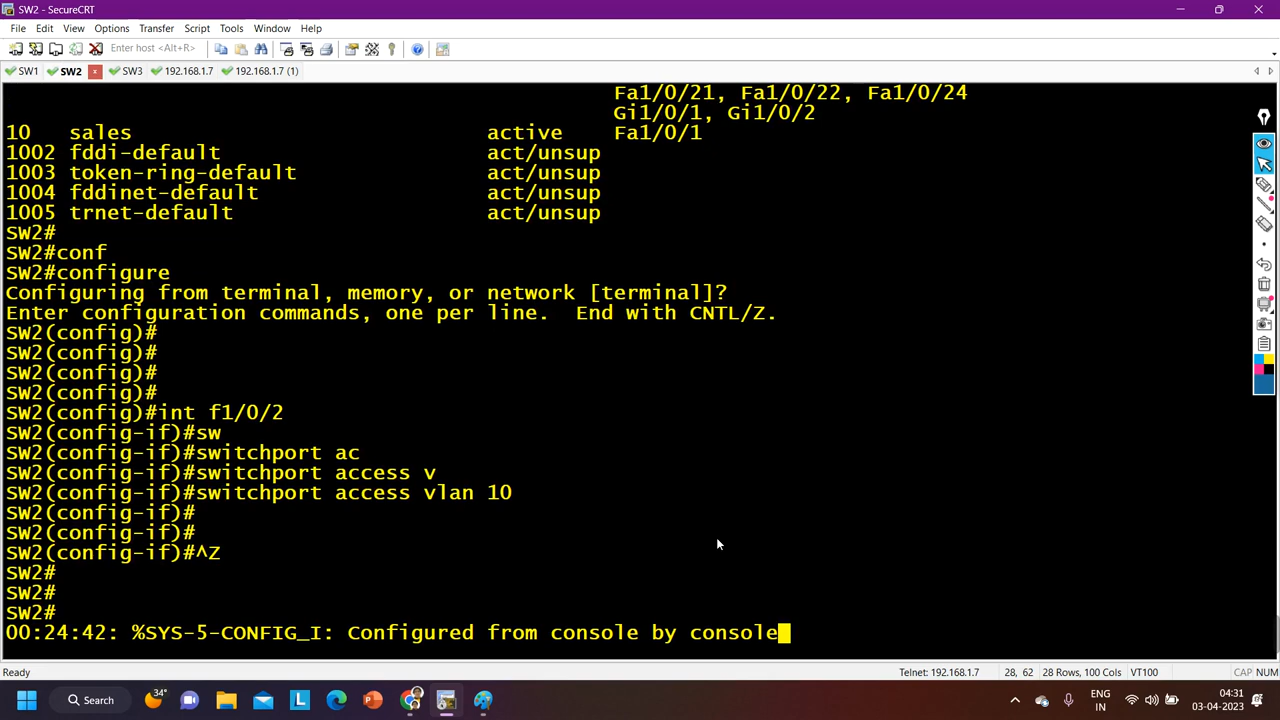 SW2 - SecureCRT
File Edit View Options Transfer Script Tools Window Help
Enter host <Alt+R>
SW1 SW2 x SW3 192.168.1.7 192.168.1.7 (1)
Fa1/0/21, Fa1/0/22, Fa1/0/24
Gi1/0/1, Gi1/0/2
10 sales active Fa1/0/1
1002 fddi-default act/unsup
1003 token-ring-default act/unsup
1004 fddinet-default act/unsup
1005 trnet-default act/unsup
SW2#
SW2#conf
SW2#configure
Configuring from terminal, memory, or network [terminal]?
Enter configuration commands, one per line. End with CNTL/Z.
SW2(config)#
SW2(config)#
SW2(config)#
SW2(config)#
SW2(config)#int f1/0/2
SW2(config-if)#sw
SW2(config-if)#switchport ac
SW2(config-if)#switchport access v
SW2(config-if)#switchport access vlan 10
SW2(config-if)#
SW2(config-if)#
SW2(config-if)#^Z
SW2#
SW2#
SW2#
00:24:42: %SYS-5-CONFIG_I: Configured from console by console
Ready Telnet: 192.168.1.7 28, 62 28 Rows, 100 Cols VT100 CAP NUM
34° Search L ENG 04:31
IN 03-04-2023